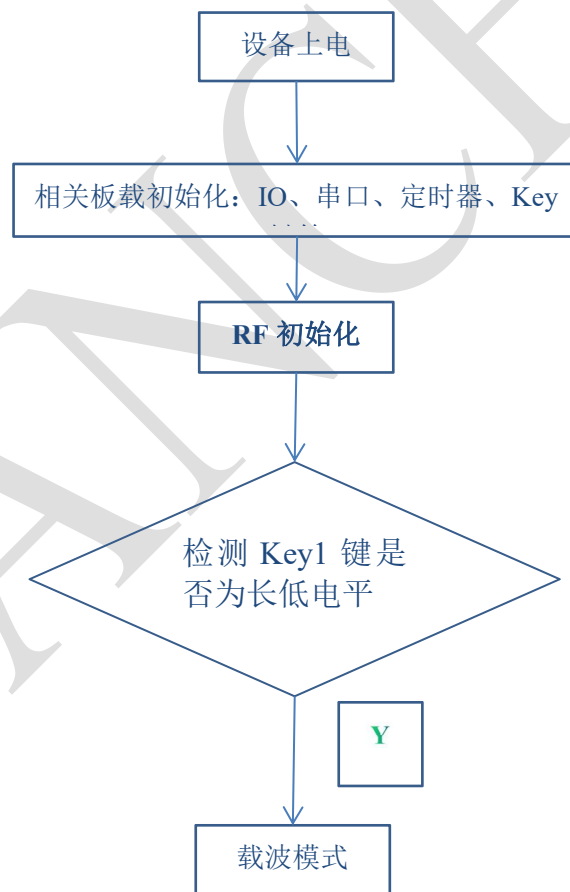 设备上电
相关板载初始化：IO、串口、定时器、Key
RF 初始化
检测 Key1 键是
否为长低电平
Y
载波模式